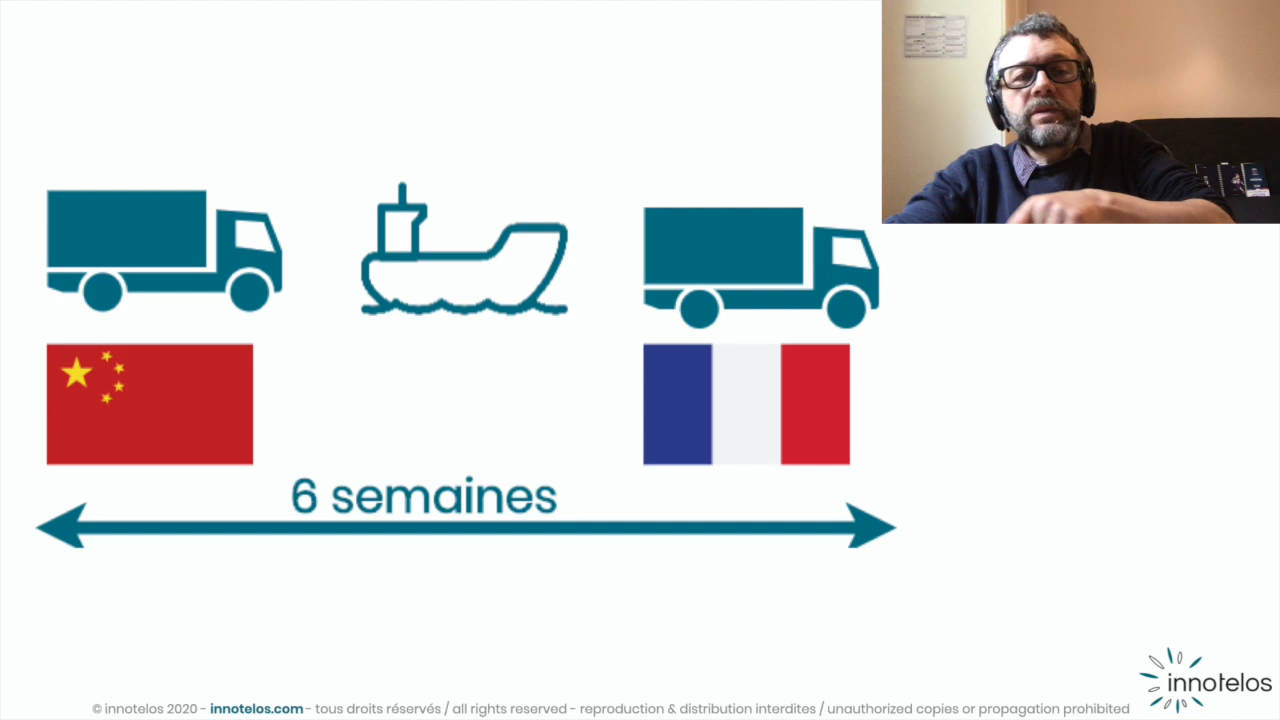 6 semaines
innotelos
© innotelos 2020 - innotelos.com - tous droits réservés / all rights reserved - reproduction & distribution interdites / unauthorized copies or propagation prohibited